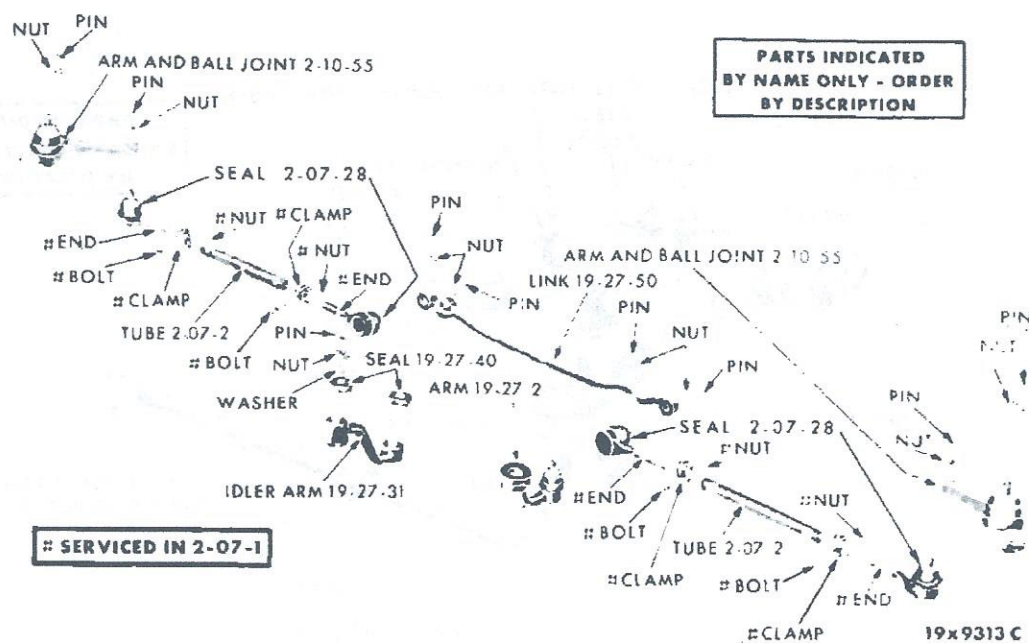 PIN
NUT
ARM AND BALL JOINT 2-10-55
PIN
NUT
PARTS INDICATED
BY NAME ONLY - ORDER
BY DESCRIPTION
SEAL 2-07-28
#NUT
#CLAMP
#NUT
#END
#END
#BOLT
#CLAMP
TUBE 2-07-2
#BOLT
PIN
NUT
WASHER
SEAL 19-27-40
ARM 19-27 2
IDLER ARM 19-27-31
PIN
NUT
PIN
ARM AND BALL JOINT 2-10-55
LINK 19-27-50
PIN
NUT
PIN
SEAL 2-07-28
#NUT
#END
#BOLT
#CLAMP
TUBE 2-07 2
#NUT
#BOLT
#END
#CLAMP
PIN
NUT
PIN
NUT
# SERVICED IN 2-07-1
19x9313 C